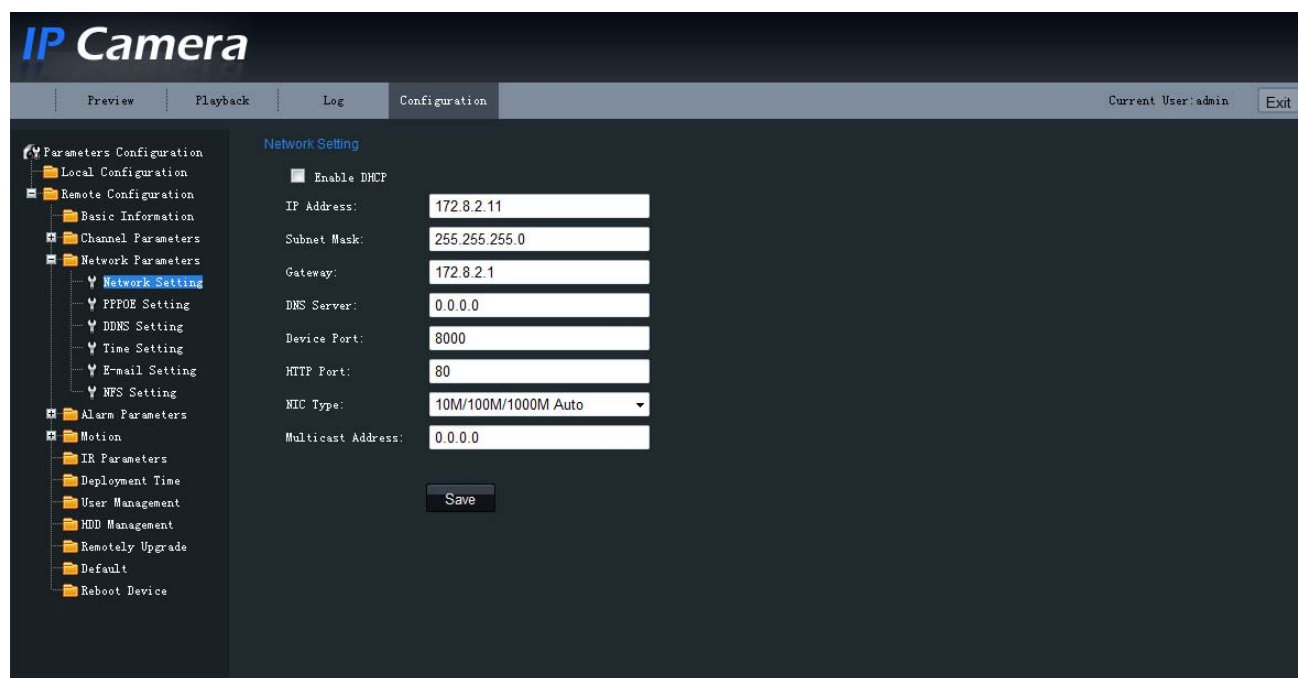 IP Camera
Preview Playback Log Configuration Current User:admin Exit
Parameters Configuration
Local Configuration
Remote Configuration
Basic Information
Channel Parameters
Network Parameters
Network Setting
PPPOE Setting
DDNS Setting
Time Setting
E-mail Setting
NFS Setting
Alarm Parameters
Motion
IR Parameters
Deployment Time
User Management
HDD Management
Remotely Upgrade
Default
Reboot Device
Network Setting
Enable DHCP
IP Address: 172.8.2.11
Subnet Mask: 255.255.255.0
Gateway: 172.8.2.1
DNS Server: 0.0.0.0
Device Port: 8000
HTTP Port: 80
NIC Type: 10M/100M/1000M Auto
Multicast Address: 0.0.0.0
Save